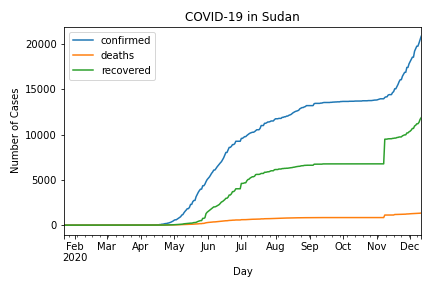 COVID-19 in Sudan
confirmed
deaths
recovered
20000
15000
10000
5000
0
Number of Cases
Feb Mar Apr May Jun Jul Aug Sep Oct Nov Dec
2020
Day